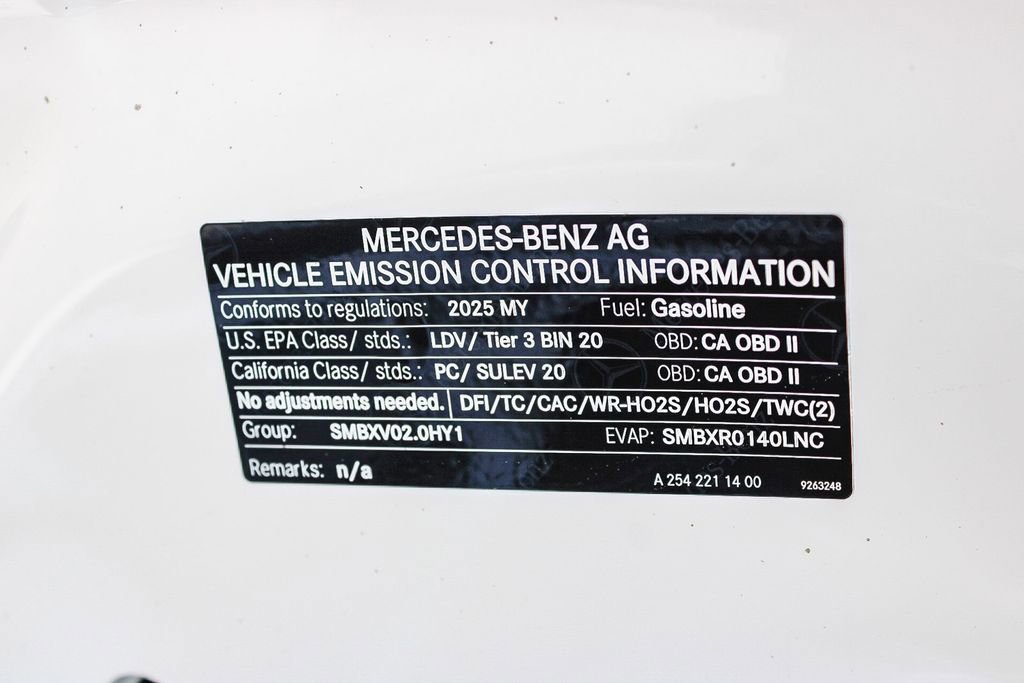 MERCEDES-BENZ AG
VEHICLE EMISSION CONTROL INFORMATION
Conforms to regulations: 2025 MY Fuel: Gasoline
U.S. EPA Class/ stds.: LDV/ Tier 3 BIN 20 OBD: CA OBD II
California Class/ stds.: PC/ SULEV 20 OBD: CA OBD II
No adjustments needed. DFI/TC/CAC/WR-HO2S/HO2S/TWC(2)
Group: SMBXV02.0HY1 EVAP: SMBXR0140LNC
Remarks: n/a
A 254 221 14 00 9263248